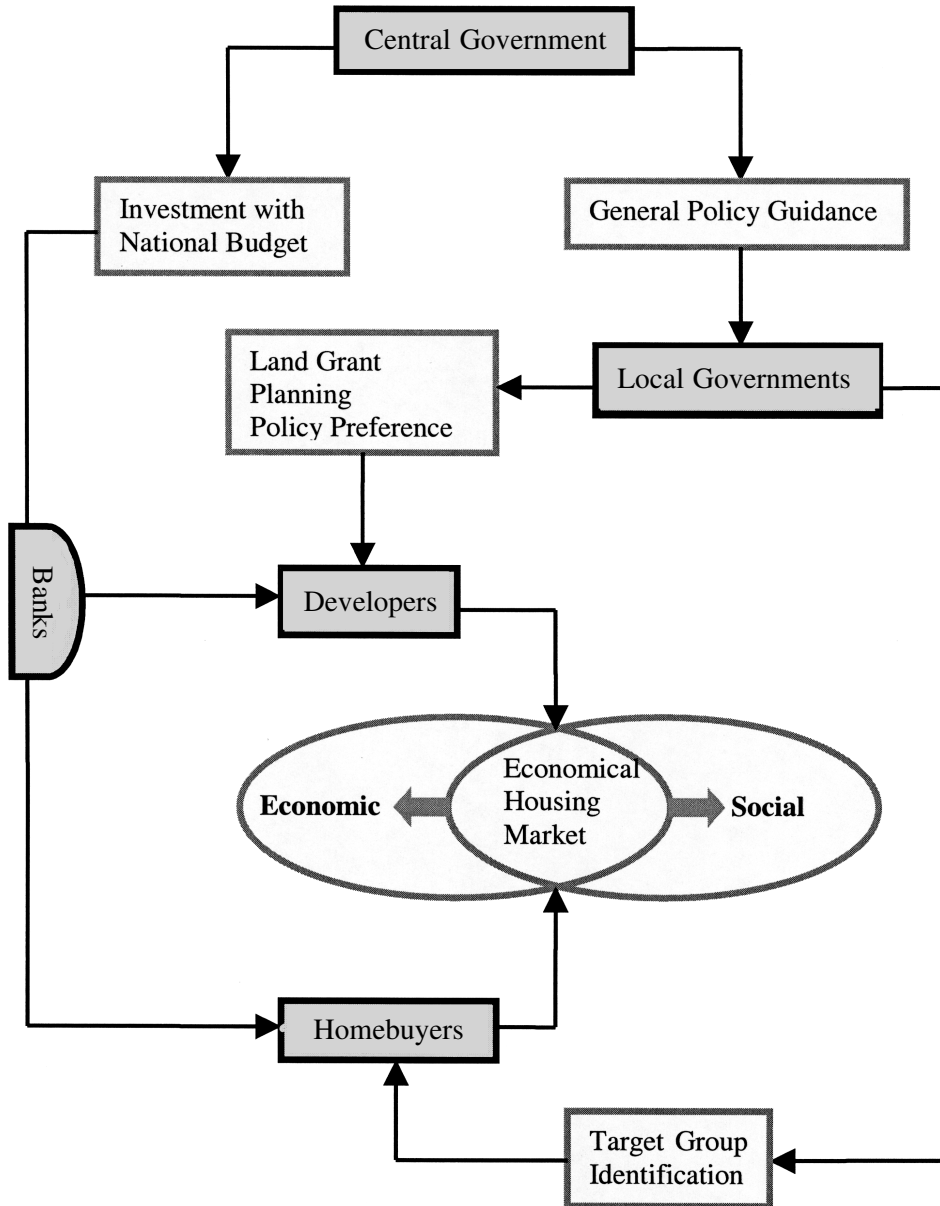 Central Government
Investment with
National Budget
General Policy Guidance
Land Grant
Planning
Policy Preference
Local Governments
Banks
Developers
Economical
Housing
Market
Economic
Social
Homebuyers
Target Group
Identification